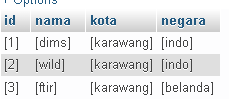 + Options
id nama kota negara
[1] [dims] [karawang] [indo]
[2] [wild] [karawang] [indo]
[3] [ftir] [karawang] [belanda]